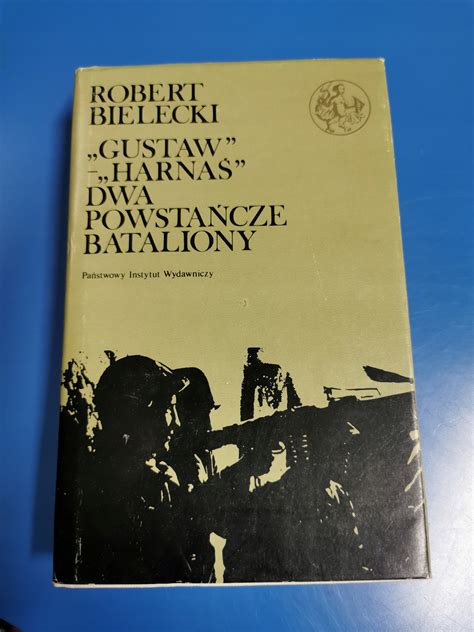 ROBERT
BIELECKI
„GUSTAW”
-„HARNAŚ”
DWA
POWSTAŃCZE
BATALIONY
Państwowy Instytut Wydawniczy